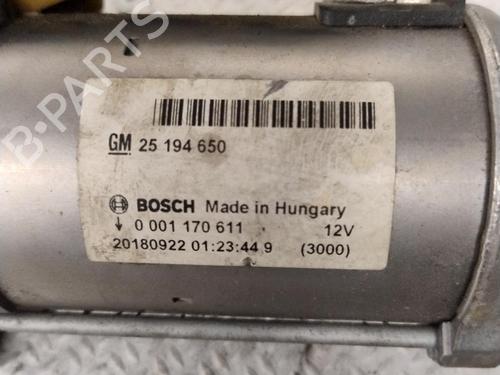 GM 25 194 650
BOSCH Made in Hungary
0 001 170 611 12V
20180922 01:23:44 9 (3000)
B-PARTS